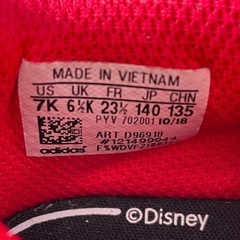 MADE IN VIETNAM
US UK FR JP CHN
7K 6½K 23½ 140 135
PYV 702001 10/18
ART D96918
adidas
©Disney